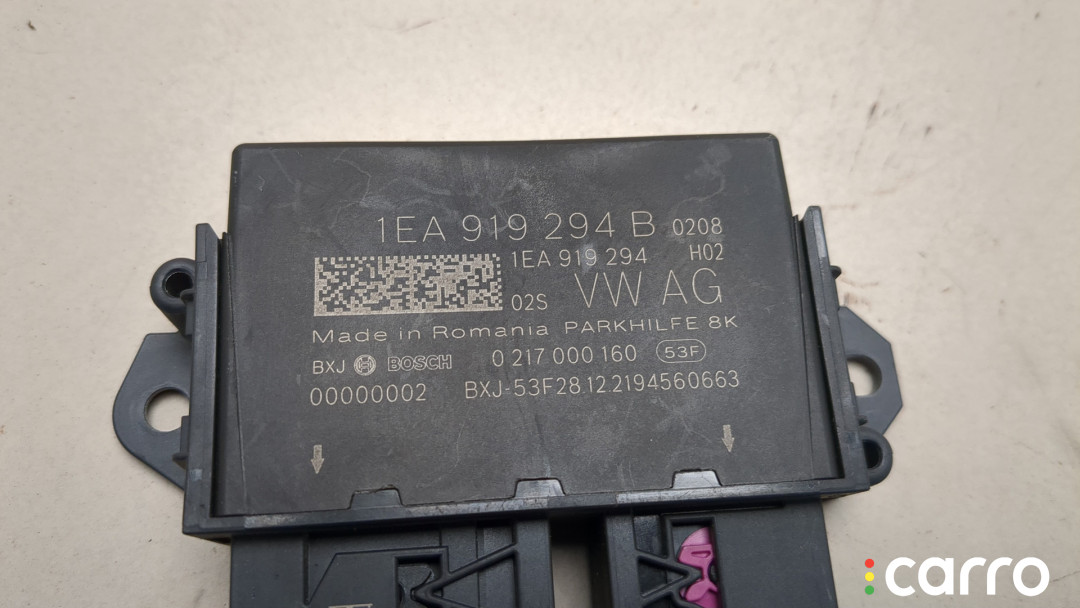 1EA 919 294 B 0208
1EA 919 294 H02
02S VW AG
Made in Romania PARKHILFE 8K
BXJ BOSCH 0 217 000 160 53F
00000002 BXJ-53F28.12.2194560663
carro